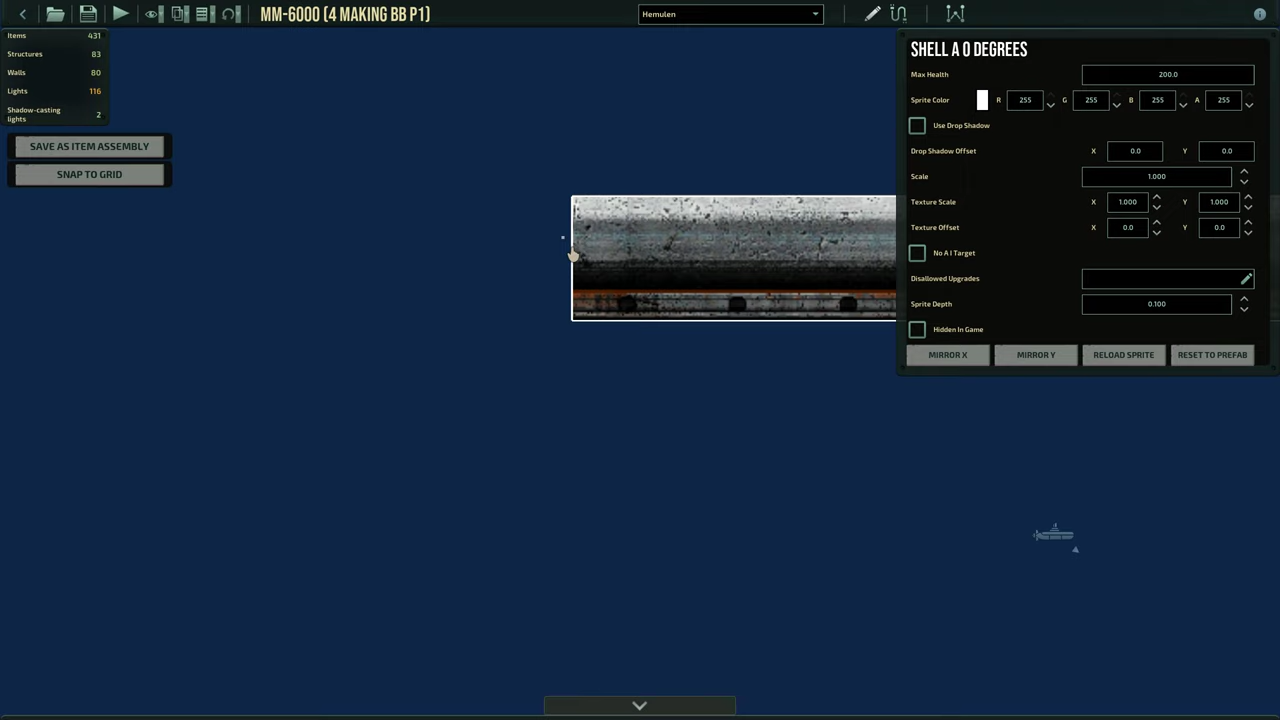 MM-6000 (4 MAKING BB P1)
Hemulen
Items 431
Structures 83
Walls 80
Lights 116
Shadow-casting
lights 2
SAVE AS ITEM ASSEMBLY
SNAP TO GRID
SHELL A 0 DEGREES
Max Health 200.0
Sprite Color R 255 G 255 B 255 A 255
Use Drop Shadow
Drop Shadow Offset X 0.0 Y 0.0
Scale 1.000
Texture Scale X 1.000 Y 1.000
Texture Offset X 0.0 Y 0.0
No A I Target
Disallowed Upgrades
Sprite Depth 0.100
Hidden In Game
MIRROR X MIRROR Y RELOAD SPRITE RESET TO PREFAB